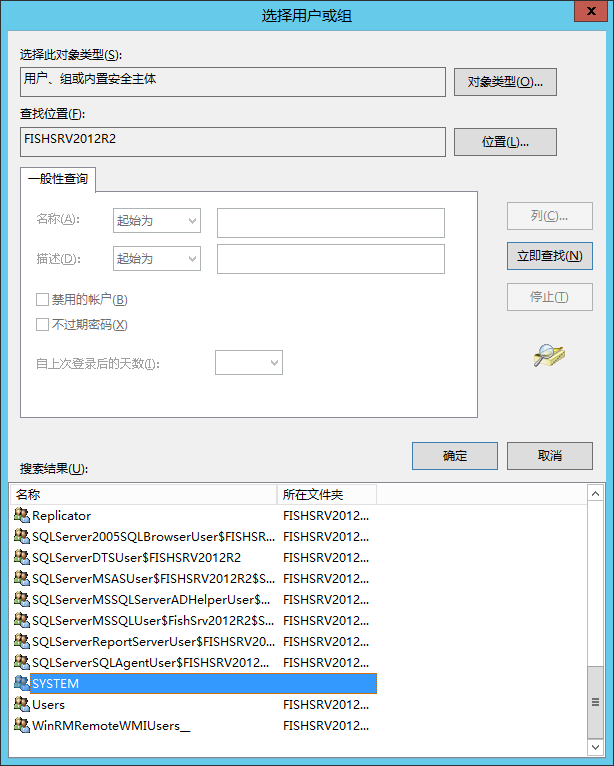 选择用户或组
选择此对象类型(S):
用户、组或内置安全主体
对象类型(O)...
查找位置(F):
FISHSRV2012R2
位置(L)...
一般性查询
名称(A):
起始为
列(C)...
描述(D):
起始为
立即查找(N)
禁用的帐户(B)
停止(T)
不过期密码(X)
自上次登录后的天数(I):
确定
取消
搜索结果(U):
名称
所在文件夹
Replicator
FISHSRV2012...
SQLServer2005SQLBrowserUser$FISHSR...
FISHSRV2012...
SQLServerDTSUser$FISHSRV2012R2
FISHSRV2012...
SQLServerMSASUser$FISHSRV2012R2$S...
FISHSRV2012...
SQLServerMSSQLServerADHelperUser$...
FISHSRV2012...
SQLServerMSSQLUser$FishSrv2012R2$S...
FISHSRV2012...
SQLServerReportServerUser$FISHSRV20...
FISHSRV2012...
SQLServerSQLAgentUser$FISHSRV2012...
FISHSRV2012...
SYSTEM
Users
FISHSRV2012...
WinRMRemoteWMIUsers__
FISHSRV2012...